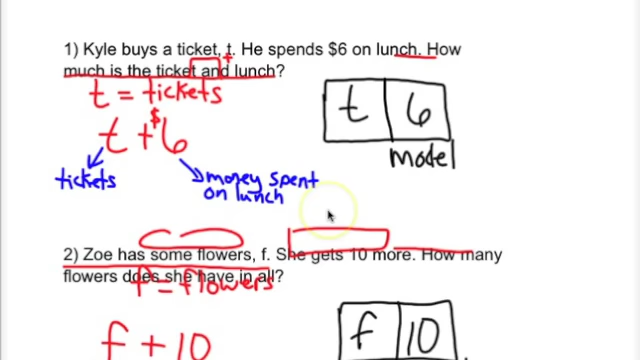 1) Kyle buys a ticket, t. He spends $6 on lunch. How
+
much is the ticket and lunch?
t = tickets
$
t + 6
t 6
model
tickets
money spent
on lunch
2) Zoe has some flowers, f. She gets 10 more. How many
flowers does she have in all?
f = flowers
f + 10
f 10